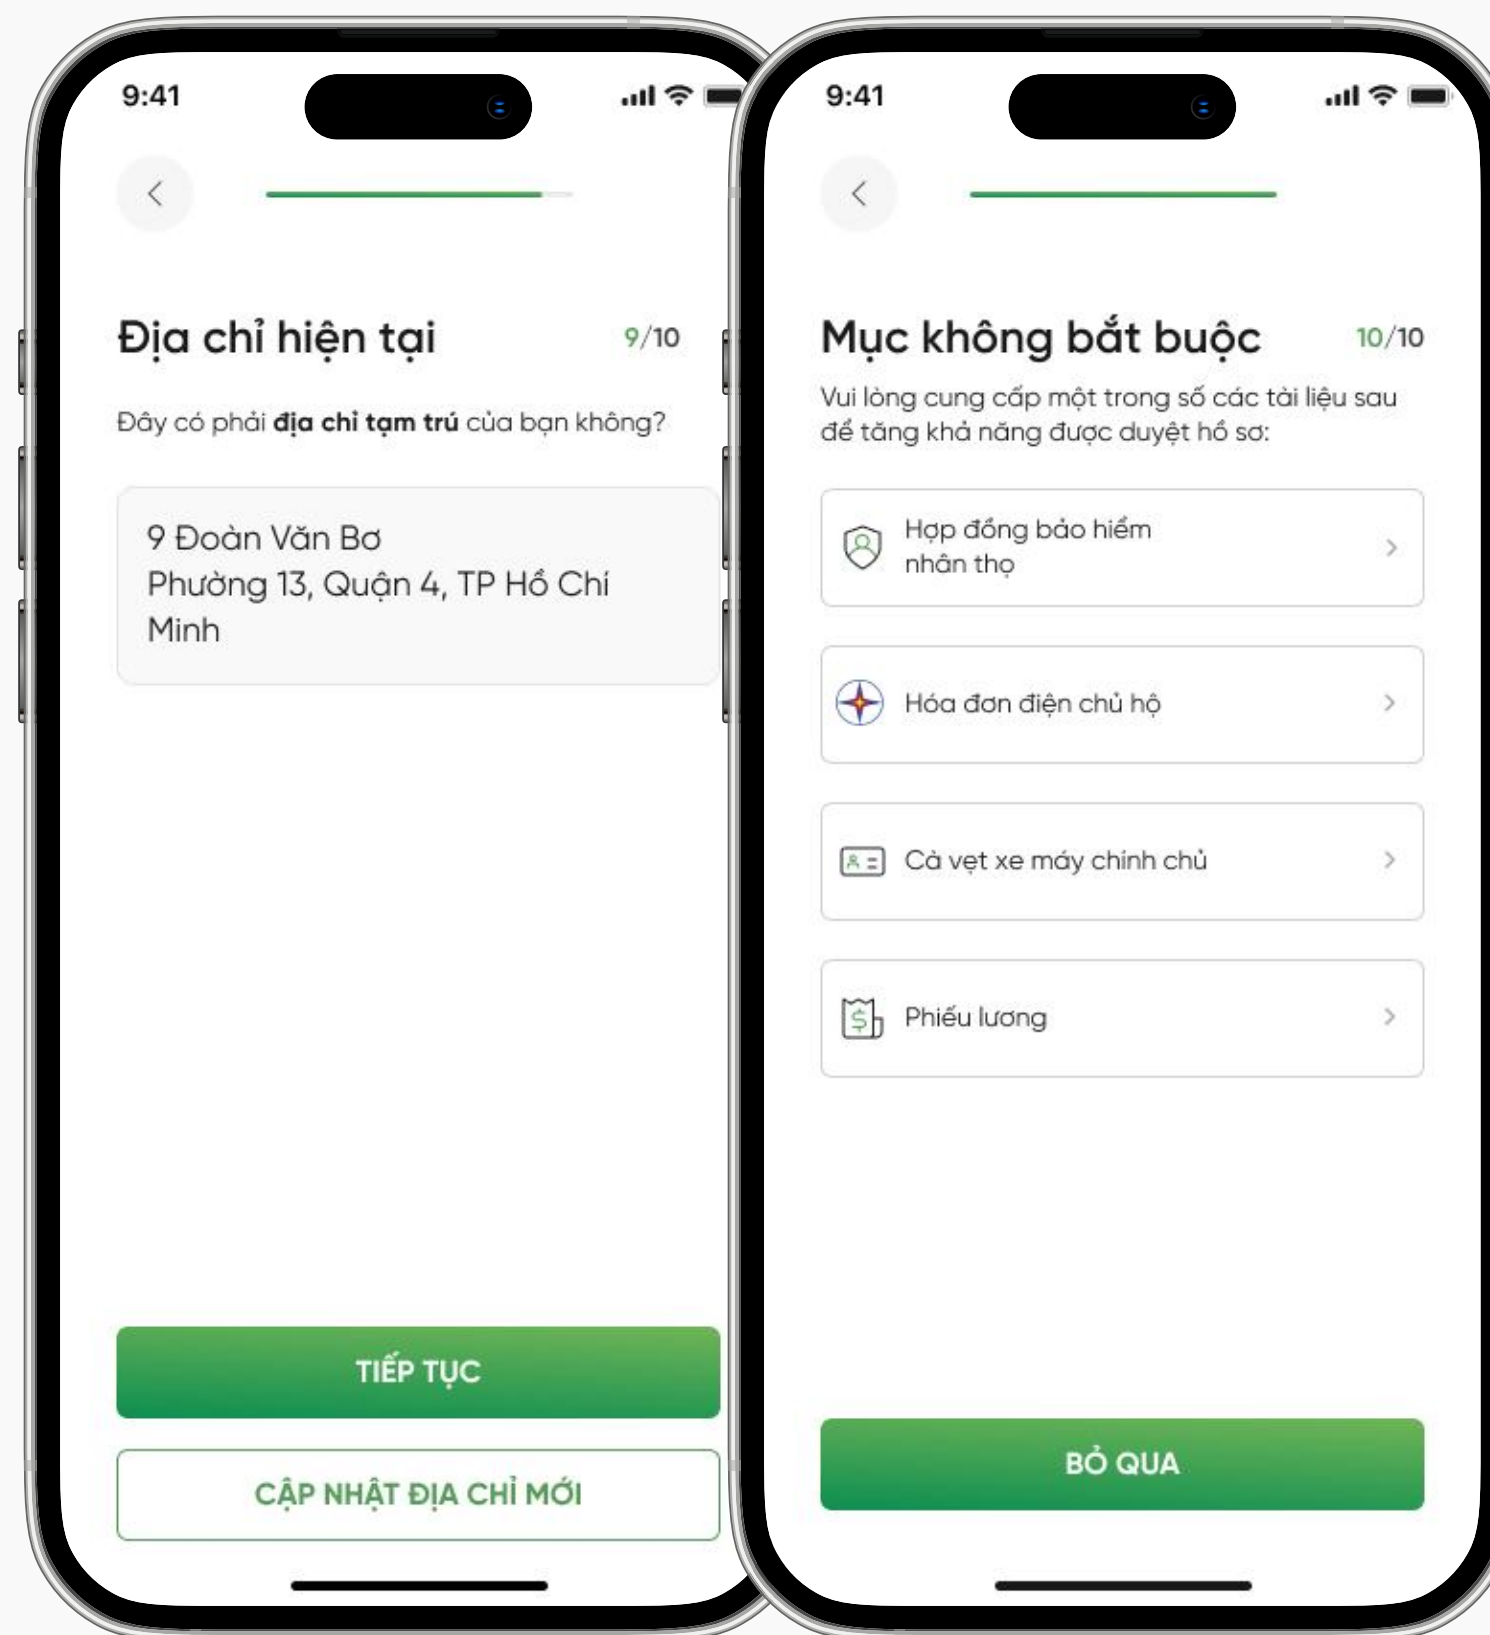 9:41
Địa chỉ hiện tại
9/10
Đây có phải địa chỉ tạm trú của bạn không?
9 Đoàn Văn Bơ
Phường 13, Quận 4, TP Hồ Chí
Minh
TIẾP TỤC
CẬP NHẬT ĐỊA CHỈ MỚI
9:41
Mục không bắt buộc
10/10
Vui lòng cung cấp một trong số các tài liệu sau
để tăng khả năng được duyệt hồ sơ:
Hợp đồng bảo hiểm
nhân thọ
Hóa đơn điện chủ hộ
Cà vẹt xe máy chính chủ
Phiếu lương
BỎ QUA